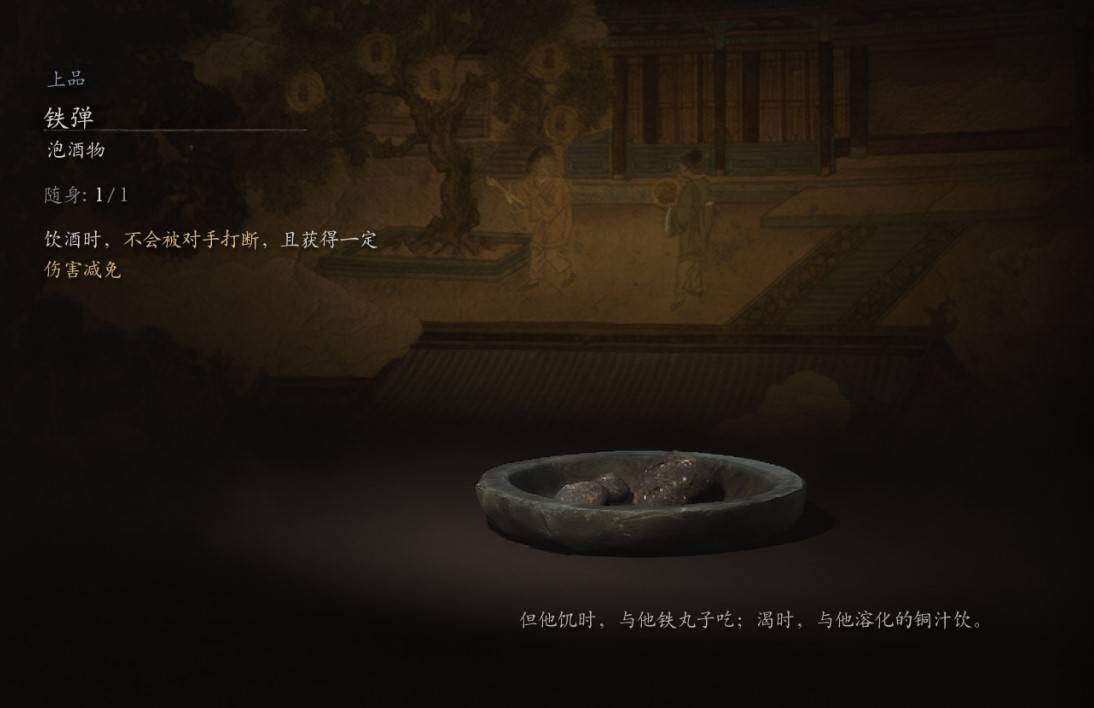 上品
铁弹
泡酒物
随身: 1/1
饮酒时，不会被对手打断，且获得一定
伤害减免
但他饥时，与他铁丸子吃；渴时，与他溶化的铜汁饮。